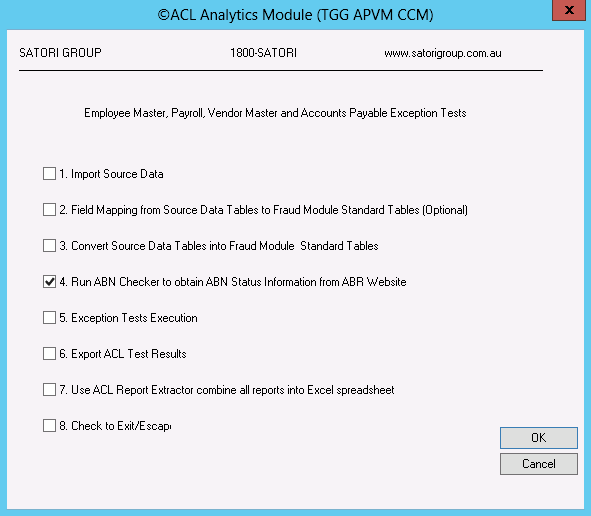 ©ACL Analytics Module (TGG APVM CCM)
x
SATORI GROUP 1800-SATORI www.satorigroup.com.au
Employee Master, Payroll, Vendor Master and Accounts Payable Exception Tests
1. Import Source Data
2. Field Mapping from Source Data Tables to Fraud Module Standard Tables (Optional)
3. Convert Source Data Tables into Fraud Module Standard Tables
4. Run ABN Checker to obtain ABN Status Information from ABR Website
5. Exception Tests Execution
6. Export ACL Test Results
7. Use ACL Report Extractor combine all reports into Excel spreadsheet
8. Check to Exit/Escape
OK
Cancel